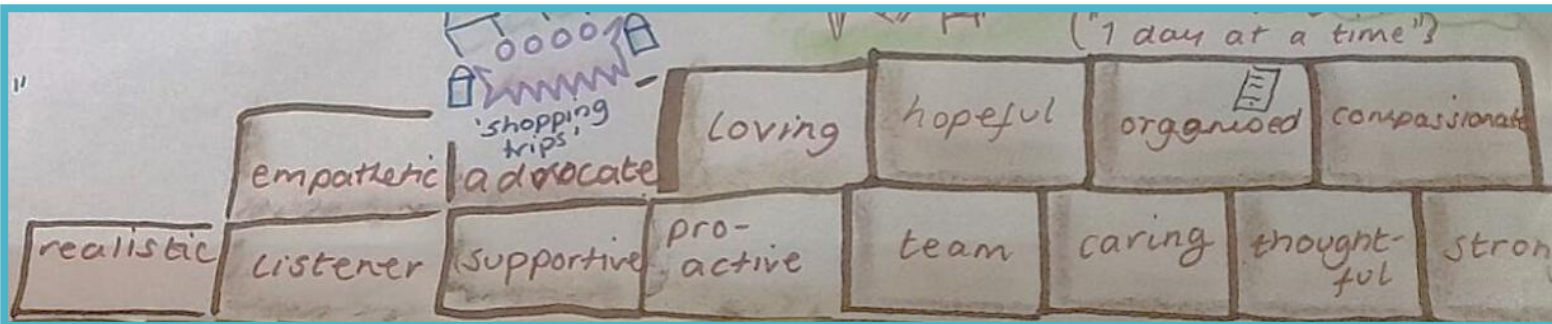 ("1 day at a time")
"
'shopping
trips'
loving hopeful organised compassionate
empathetic advocate
realistic listener supportive pro-
active team caring thought-
ful stron